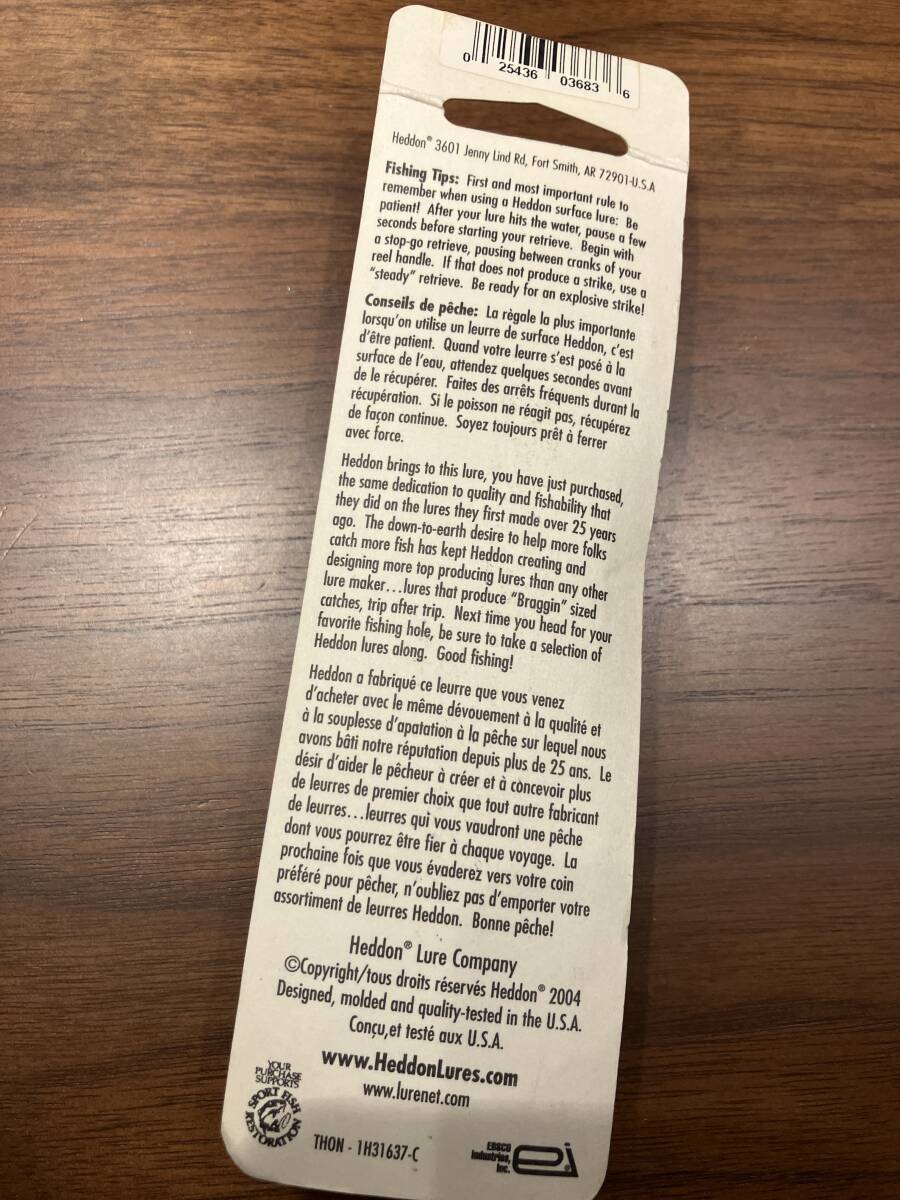 0 25436 03683 6
Heddon® 3601 Jenny Lind Rd, Fort Smith, AR 72901-U.S.A
Fishing Tips: First and most important rule to
remember when using a Heddon surface lure: Be
patient! After your lure hits the water, pause a few
seconds before starting your retrieve. Begin with
a stop-go retrieve, pausing between cranks of your
reel handle. If that does not produce a strike, use a
"steady" retrieve. Be ready for an explosive strike!
Conseils de pêche: La règale la plus importante
lorsqu'on utilise un leurre de surface Heddon, c'est
d'être patient. Quand votre leurre s'est posé à la
surface de l'eau, attendez quelques secondes avant
de le récupérer. Faites des arrêts fréquents durant la
récupération. Si le poisson ne réagit pas, récupérez
de façon continue. Soyez toujours prêt à ferrer
avec force.
Heddon brings to this lure, you have just purchased,
the same dedication to quality and fishability that
they did on the lures they first made over 25 years
ago. The down-to-earth desire to help more folks
catch more fish has kept Heddon creating and
designing more top producing lures than any other
lure maker...lures that produce "Braggin" sized
catches, trip after trip. Next time you head for your
favorite fishing hole, be sure to take a selection of
Heddon lures along. Good fishing!
Heddon a fabriqué ce leurre que vous venez
d'acheter avec le même dévouement à la qualité et
à la souplesse d'apatation à la pêche sur lequel nous
avons bâti notre réputation depuis plus de 25 ans. Le
désir d'aider le pêcheur à créer et à concevoir plus
de leurres de premier choix que tout autre fabricant
de leurres...leurres qui vous vaudront une pêche
dont vous pourrez être fier à chaque voyage. La
prochaine fois que vous évaderez vers votre coin
préféré pour pêcher, n'oubliez pas d'emporter votre
assortiment de leurres Heddon. Bonne pêche!
Heddon® Lure Company
©Copyright/tous droits réservés Heddon® 2004
Designed, molded and quality-tested in the U.S.A.
Conçu,et testé aux U.S.A.
www.HeddonLures.com
www.lurenet.com
YOUR
PURCHASE
SUPPORTS
SPORT FISH
RESTORATION
THON - 1H31637-C
EBSCO
Industries,
Inc.
ei